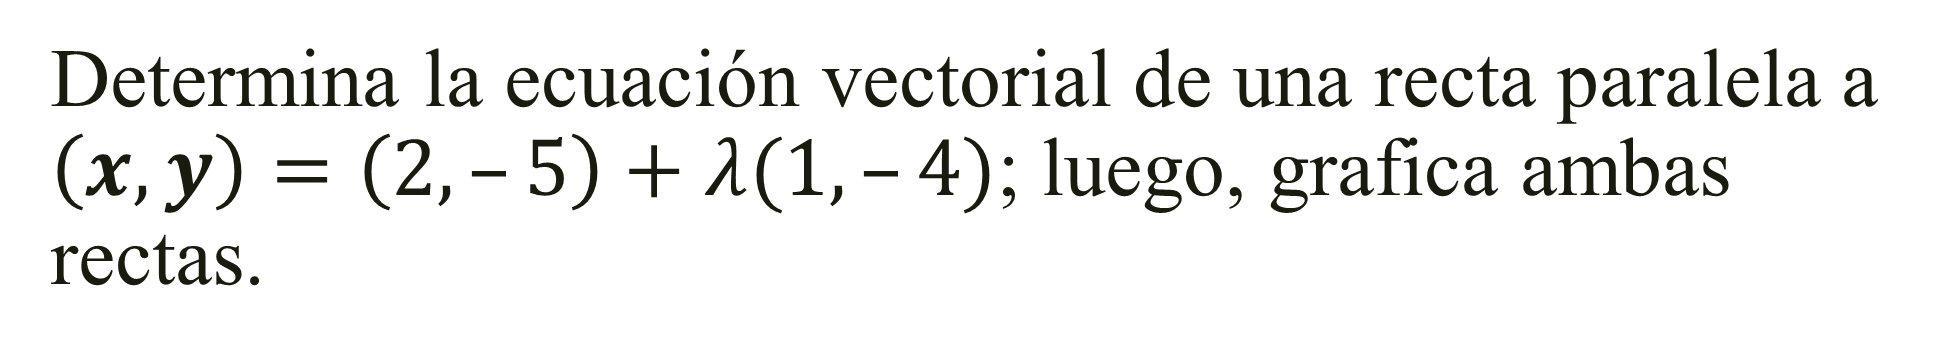 Determina la ecuación vectorial de una recta paralela a
(x, y) = (2, – 5) + λ(1, – 4); luego, grafica ambas
rectas.